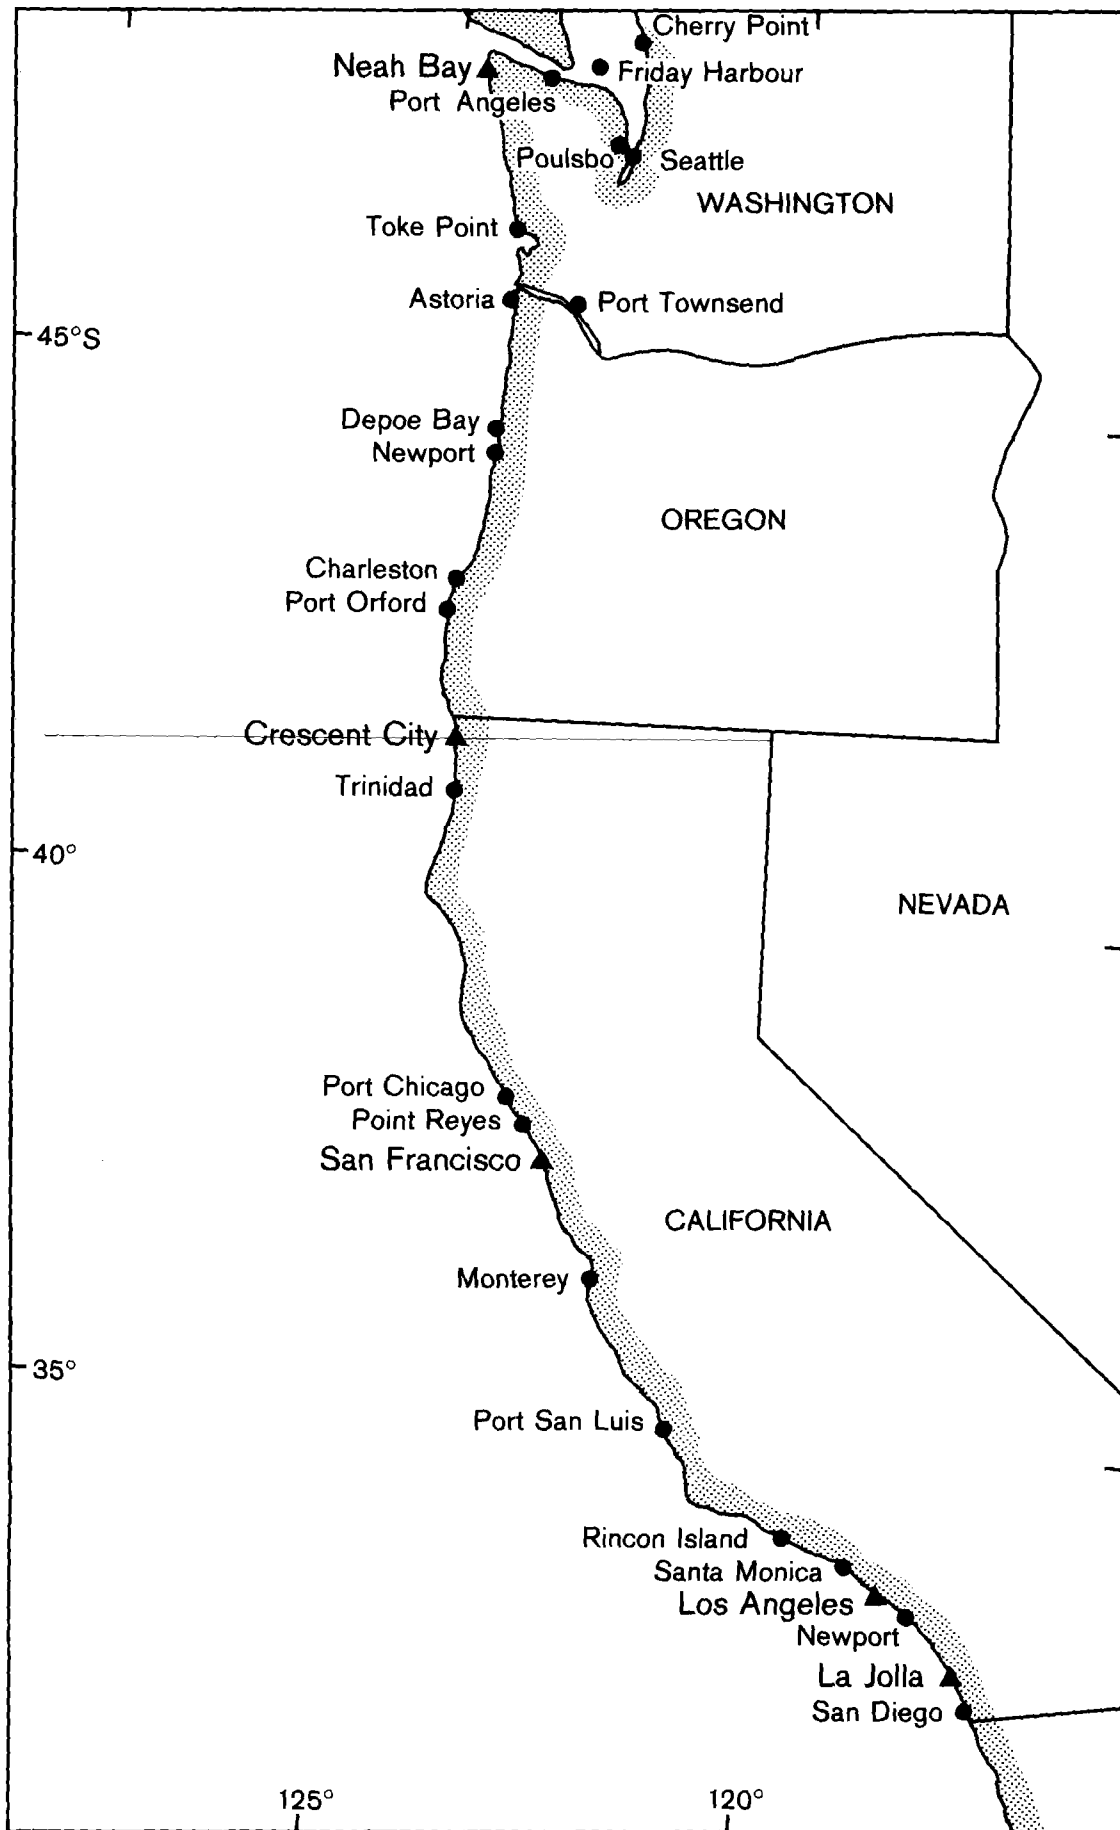 Cherry Point
Neah Bay
Friday Harbour
Port Angeles
Poulsbo
Seattle
WASHINGTON
Toke Point
Astoria
Port Townsend
45°S
Depoe Bay
Newport
OREGON
Charleston
Port Orford
Crescent City
Trinidad
40°
NEVADA
Port Chicago
Point Reyes
San Francisco
CALIFORNIA
Monterey
35°
Port San Luis
Rincon Island
Santa Monica
Los Angeles
Newport
La Jolla
San Diego
125°
120°